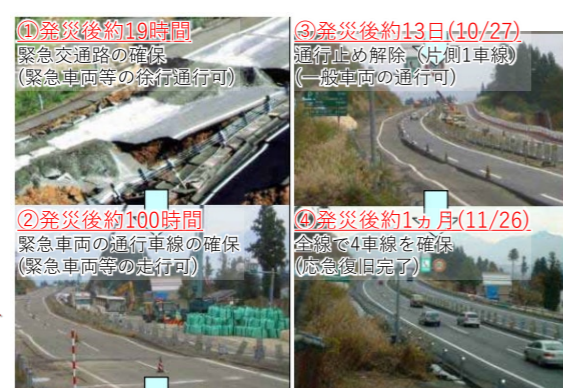 ①発災後約19時間
緊急交通路の確保
(緊急車両等の徐行通行可)
②発災後約100時間
緊急車両の通行車線の確保
(緊急車両等の走行可)
③発災後約13日(10/27)
通行止め解除（片側1車線)
(一般車両の通行可)
④発災後約1ヵ月(11/26)
全線で4車線を確保
(応急復旧完了)